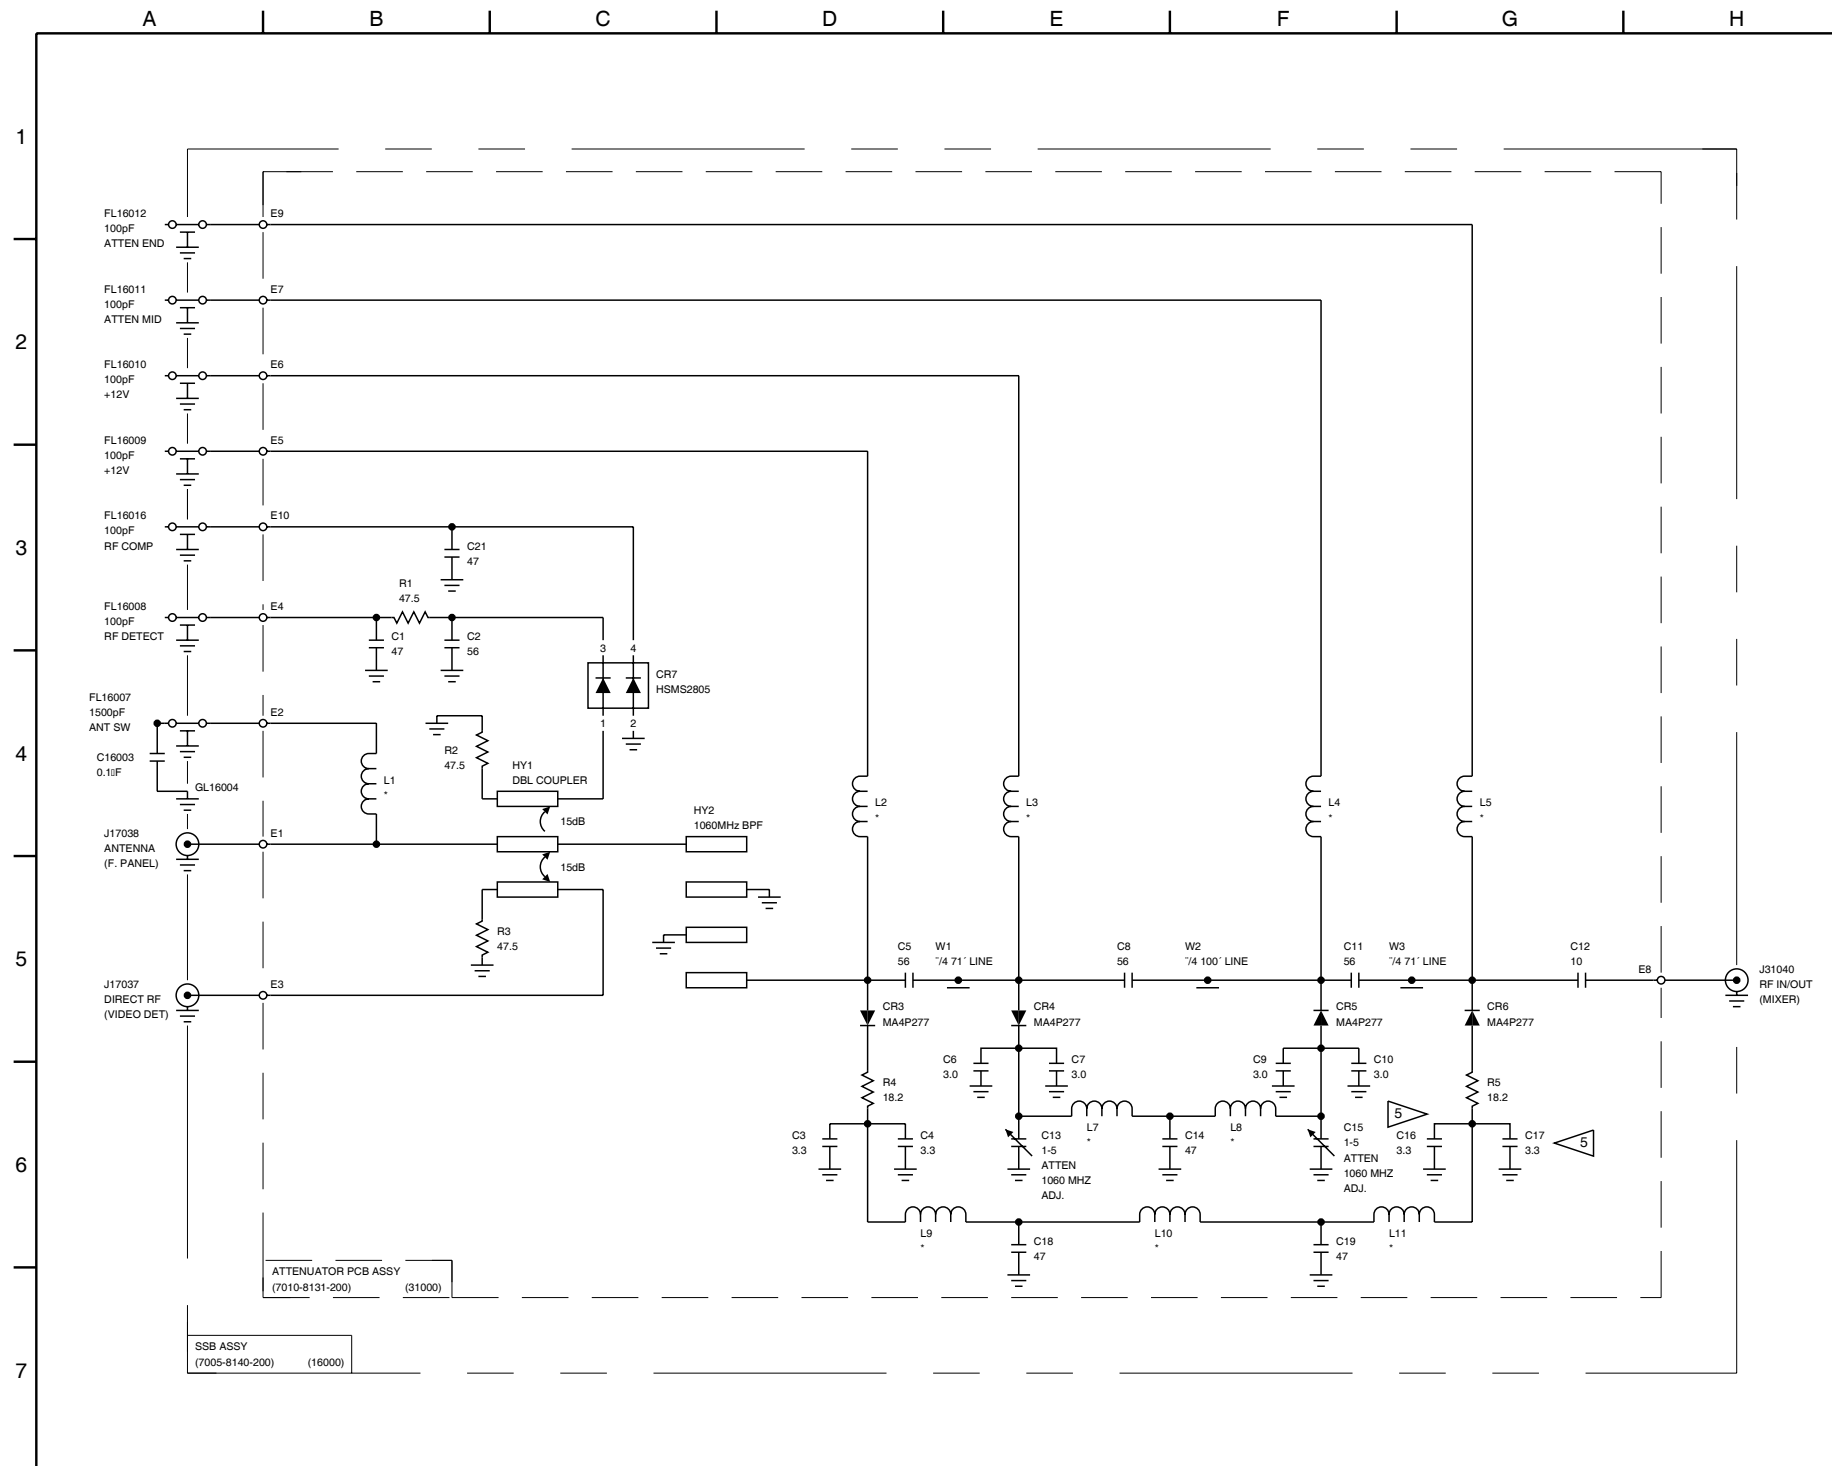 A B C D E F G H
1
2
3
4
5
6
7
FL16012
100pF
ATTEN END
E9
FL16011
100pF
ATTEN MID
E7
FL16010
100pF
+12V
E6
FL16009
100pF
+12V
E5
FL16016
100pF
RF COMP
E10
C21
47
R1
47.5
FL16008
100pF
RF DETECT
E4
C1
47
C2
56
3 4
CR7
HSMS2805
1 2
FL16007
1500pF
ANT SW
E2
C16003
GL16004
L1
*
R2
47.5
HY1
DBL COUPLER
15dB
15dB
HY2
1060MHz BPF
J17038
ANTENNA
(F. PANEL)
E1
R3
47.5
J17037
DIRECT RF
(VIDEO DET)
E3
L2
*
L3
*
L4
*
L5
*
C5
56
W1
"/4 71´ LINE
C8
56
W2
"/4 100´ LINE
C11
56
W3
"/4 71´ LINE
C12
10
E8
J31040
RF IN/OUT
(MIXER)
CR3
MA4P277
CR4
MA4P277
CR5
MA4P277
CR6
MA4P277
C6
3.0
C7
3.0
C9
3.0
C10
3.0
R4
18.2
R5
18.2
C3
3.3
C4
3.3
C13
1-5
ATTEN
1060 MHZ
ADJ.
L7
*
C14
47
L8
*
C15
1-5
ATTEN
1060 MHZ
ADJ.
5
C16
3.3
C17
3.3
5
L9
*
C18
47
L10
*
C19
47
L11
*
ATTENUATOR PCB ASSY
(7010-8131-200) (31000)
SSB ASSY
(7005-8140-200) (16000)